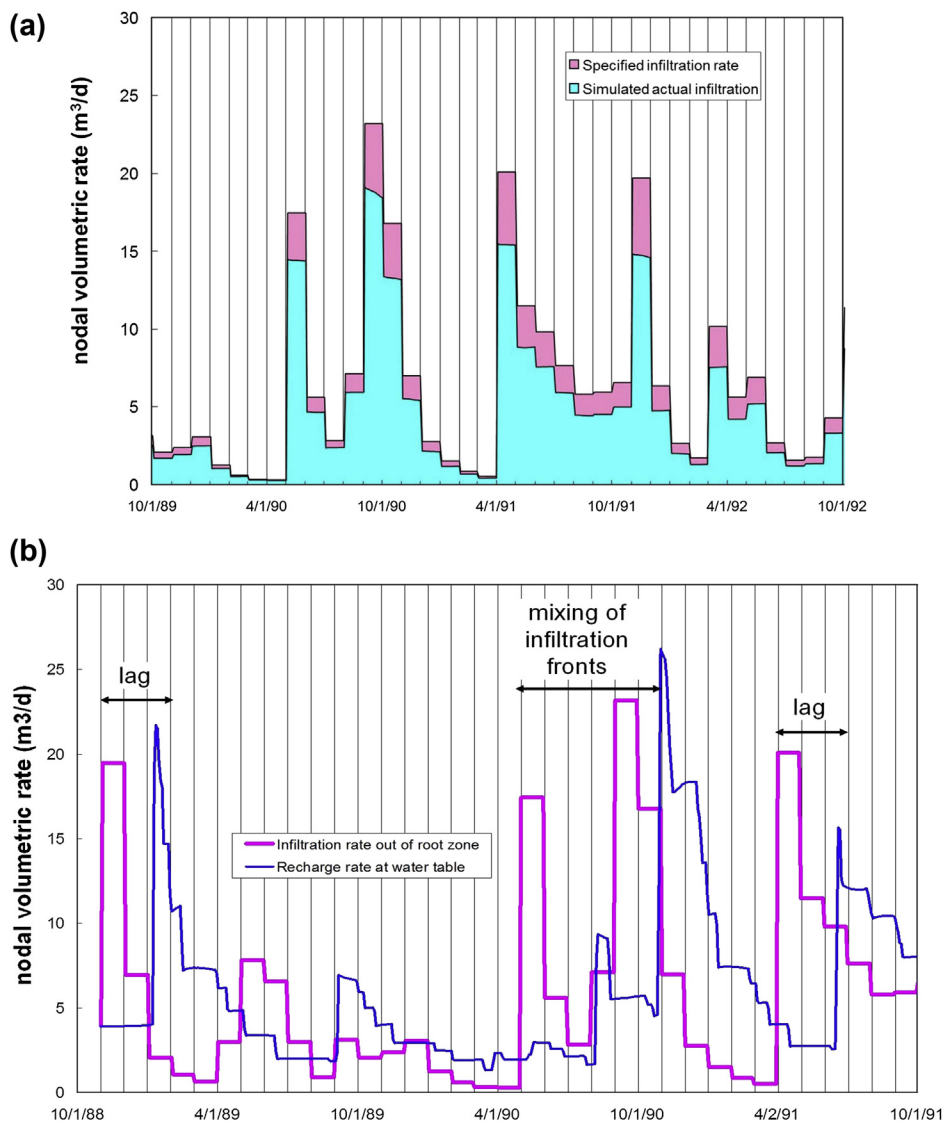 (a)
30
25
20
15
10
5
0
nodal volumetric rate (m³/d)
Specified infiltration rate
Simulated actual infiltration
10/1/89
4/1/90
10/1/90
4/1/91
10/1/91
4/1/92
10/1/92
(b)
30
25
20
15
10
5
0
nodal volumetric rate (m3/d)
lag
mixing of
infiltration
fronts
lag
Infiltration rate out of root zone
Recharge rate at water table
10/1/88
4/1/89
10/1/89
4/1/90
10/1/90
4/2/91
10/1/91